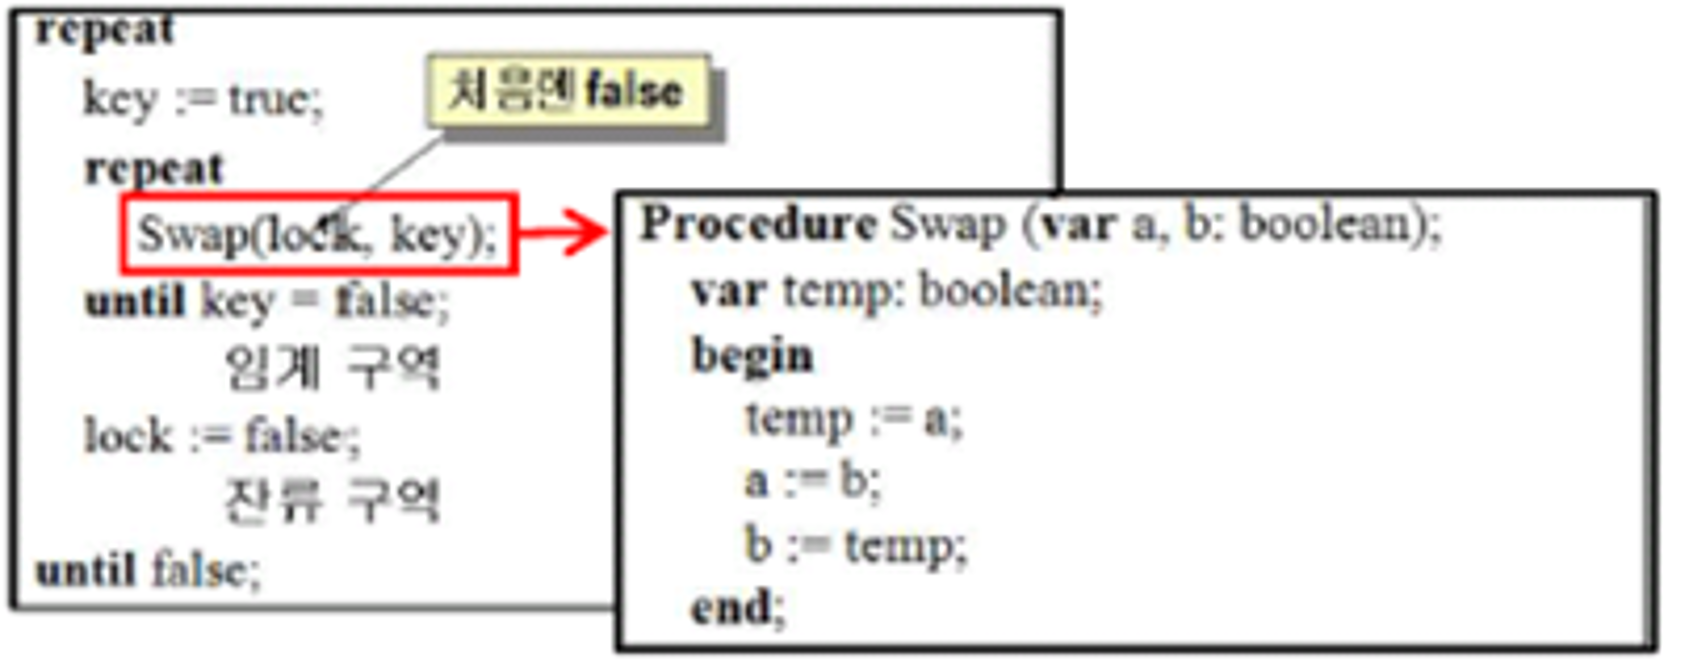 repeat
key := true;
처음엔 false
repeat
Swap(lock, key);
until key = false;
임계 구역
lock := false;
잔류 구역
until false;
Procedure Swap (var a, b: boolean);
var temp: boolean;
begin
temp := a;
a := b;
b := temp;
end;